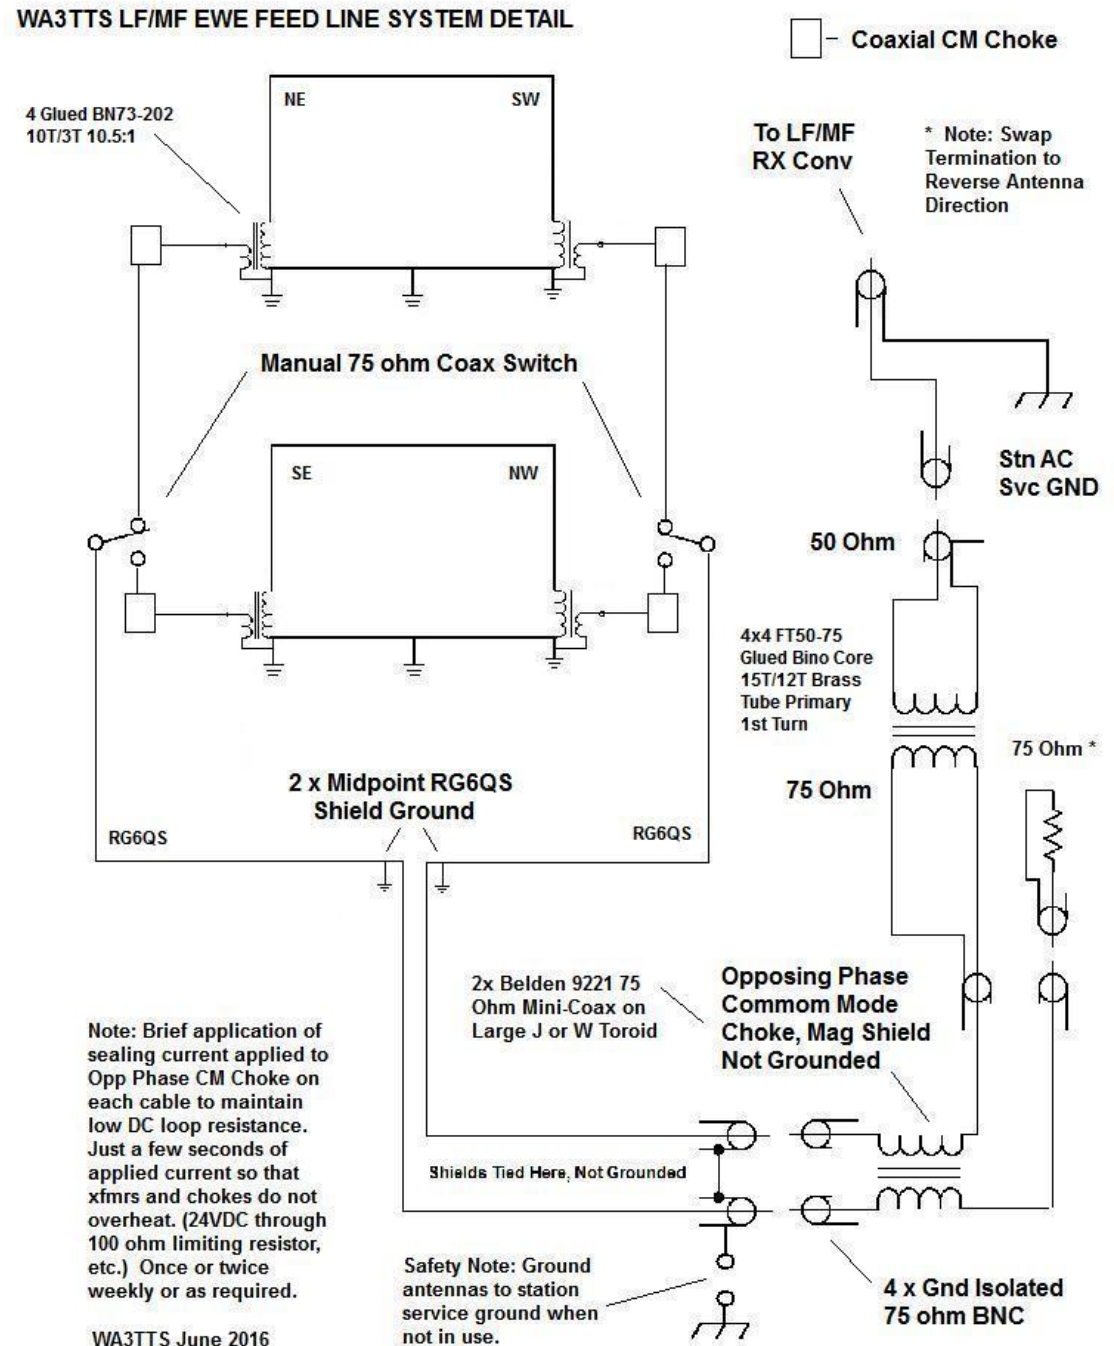 WA3TTS LF/MF EWE FEED LINE SYSTEM DETAIL
Coaxial CM Choke
4 Glued BN73-202
10T/3T 10.5:1
NE
SW
To LF/MF
RX Conv
* Note: Swap
Termination to
Reverse Antenna
Direction
Manual 75 ohm Coax Switch
Stn AC
Svc GND
SE
NW
50 Ohm
4x4 FT50-75
Glued Bino Core
15T/12T Brass
Tube Primary
1st Turn
75 Ohm *
75 Ohm
2 x Midpoint RG6QS
Shield Ground
RG6QS
RG6QS
2x Belden 9221 75
Ohm Mini-Coax on
Large J or W Toroid
Opposing Phase
Commom Mode
Choke, Mag Shield
Not Grounded
Note: Brief application of
sealing current applied to
Opp Phase CM Choke on
each cable to maintain
low DC loop resistance.
Just a few seconds of
applied current so that
xfmrs and chokes do not
overheat. (24VDC through
100 ohm limiting resistor,
etc.) Once or twice
weekly or as required.
WA3TTS June 2016
Shields Tied Here, Not Grounded
Safety Note: Ground
antennas to station
service ground when
not in use.
4 x Gnd Isolated
75 ohm BNC